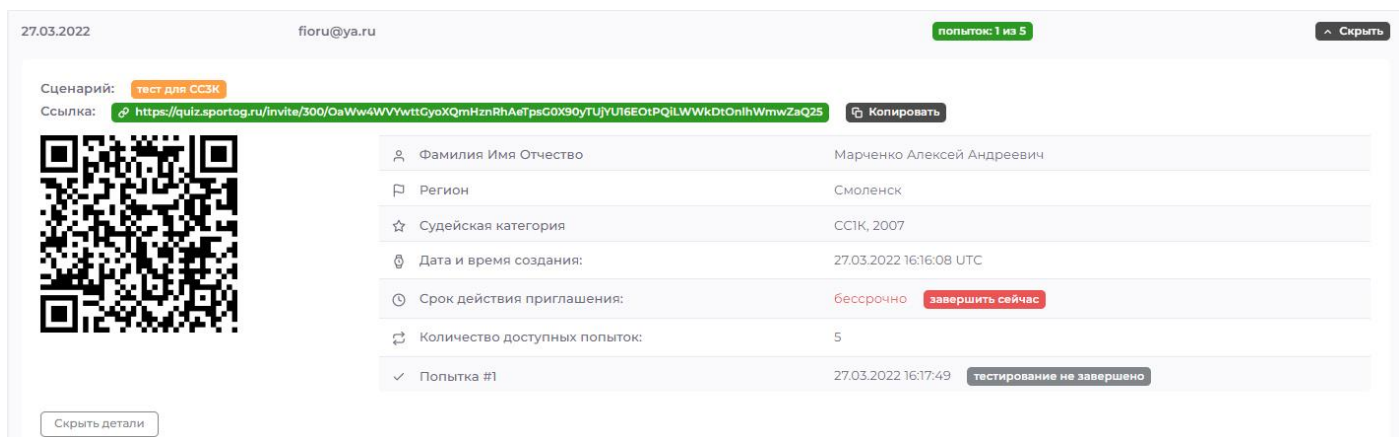 27.03.2022 fioru@ya.ru попыток: 1 из 5 Скрыть
Сценарий: тест для СС3К
Ссылка: https://quiz.sportog.ru/invite/300/OaWw4WVYwttGyoXQmHznRhAeTpsG0X90yTUjYU16EOtPQiLWWkDtOnlhWmwZaQ25 Копировать
Фамилия Имя Отчество Марченко Алексей Андреевич
Регион Смоленск
Судейская категория СС1К, 2007
Дата и время создания: 27.03.2022 16:16:08 UTC
Срок действия приглашения: бессрочно завершить сейчас
Количество доступных попыток: 5
Попытка #1 27.03.2022 16:17:49 тестирование не завершено
Скрыть детали